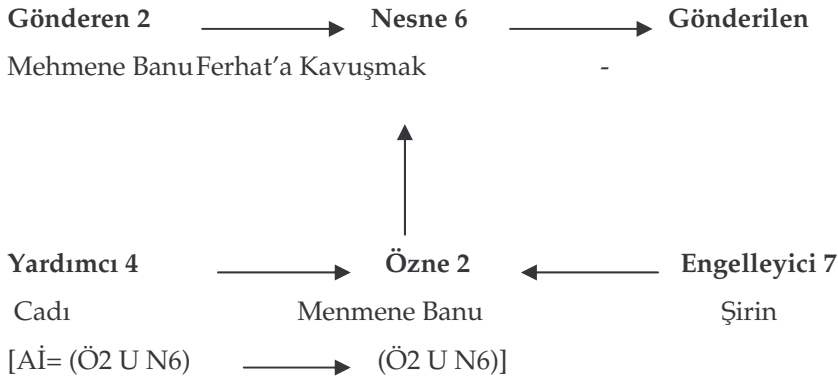 Gönderen 2 Nesne 6 Gönderilen
Mehmene Banu Ferhat'a Kavuşmak -
Yardımcı 4 Özne 2 Engelleyici 7
Cadı Menmene Banu Şirin
[Aİ= (Ö2 U N6) (Ö2 U N6)]